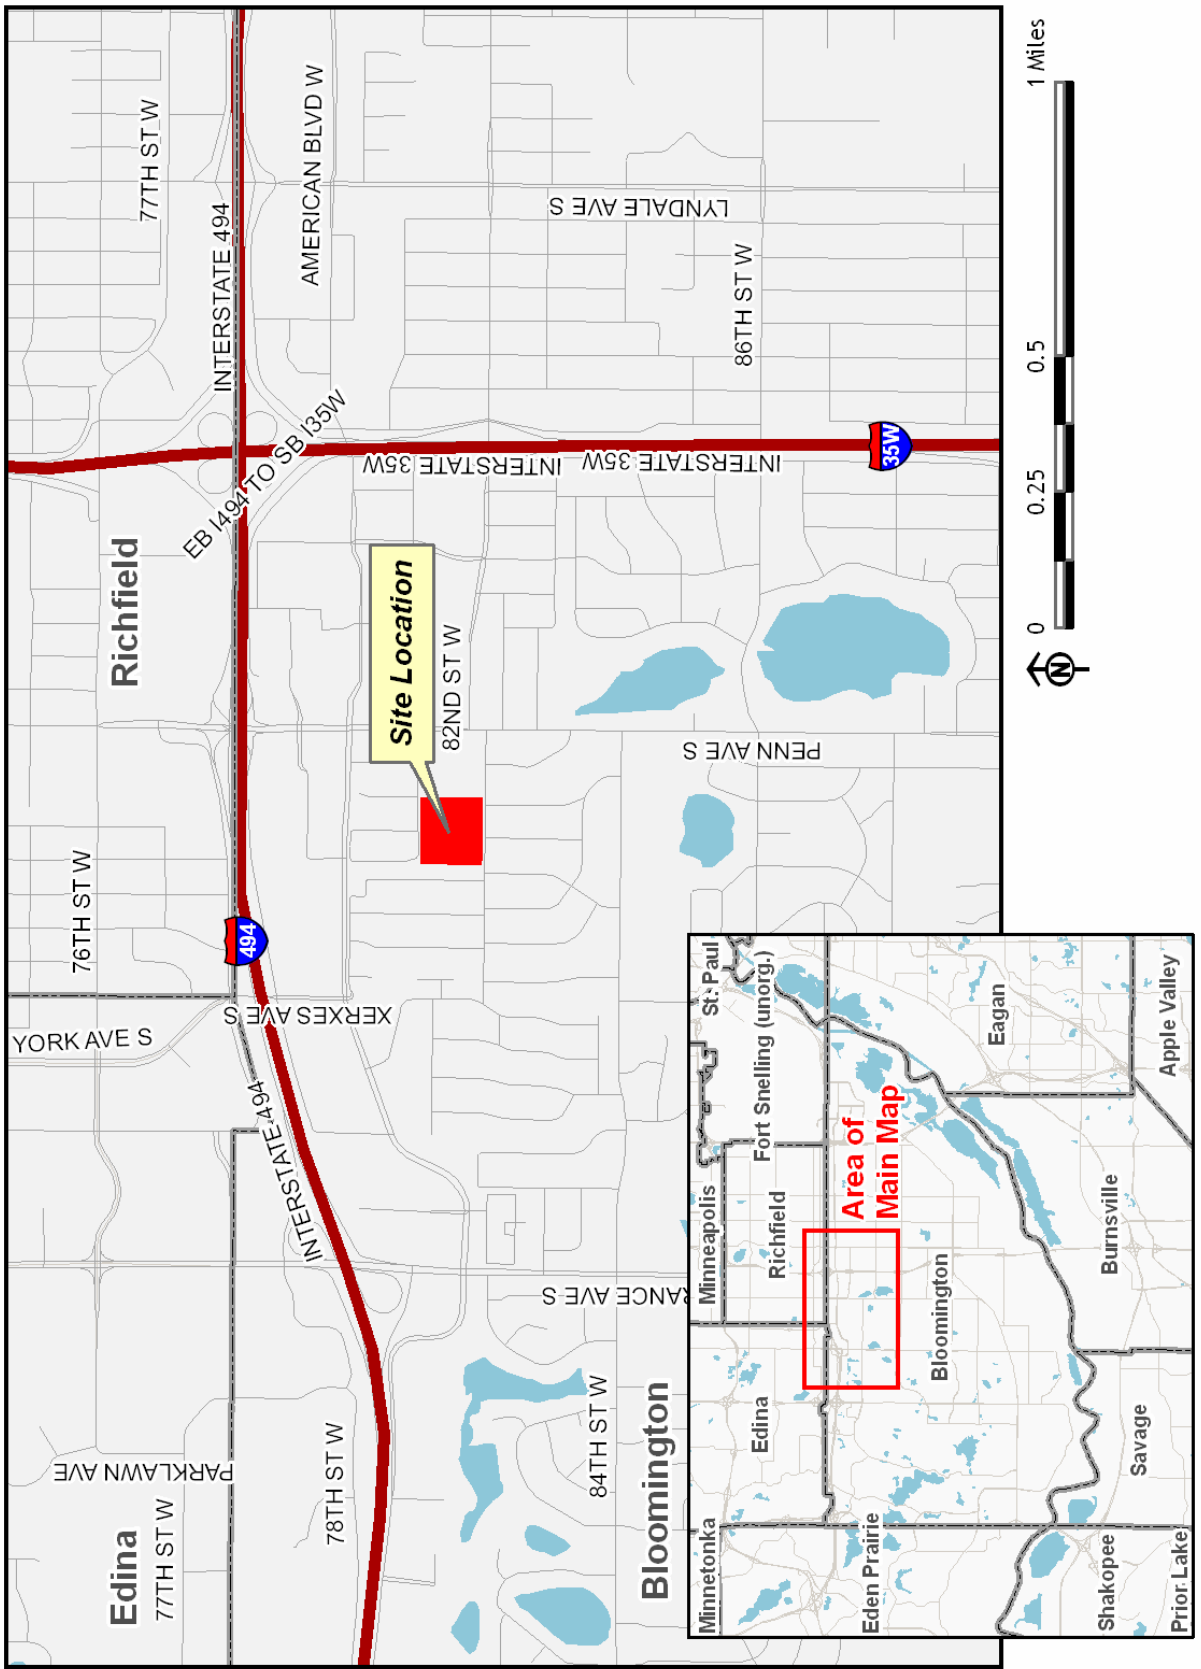 Edina
77TH ST W
PARKLAWN AVE
YORK AVE S
76TH ST W
Richfield
77TH ST W
78TH ST W
INTERSTATE 494
XERXES AVE S
494
EB I494 TO SB I35W
INTERSTATE 494
AMERICAN BLVD W
INTERSTATE 35W
INTERSTATE 35W
35W
Site Location
82ND ST W
LYNDALE AVE S
86TH ST W
PENN AVE S
84TH ST W
RANCE AVE S
Bloomington
Minnetonka
Edina
Minneapolis
Richfield
St. Paul
Fort Snelling (unorg.)
Area of
Main Map
Eden Prairie
Bloomington
Eagan
Shakopee
Savage
Burnsville
Apple Valley
Prior Lake
N
0
0.25
0.5
1 Miles